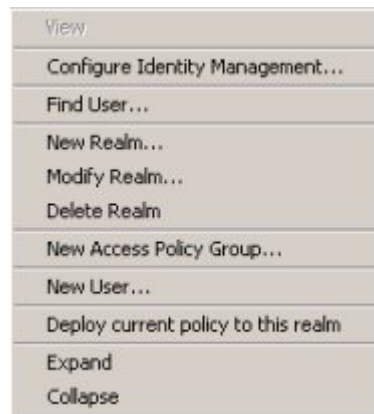 View
Configure Identity Management...
Find User...
New Realm...
Modify Realm...
Delete Realm
New Access Policy Group...
New User...
Deploy current policy to this realm
Expand
Collapse